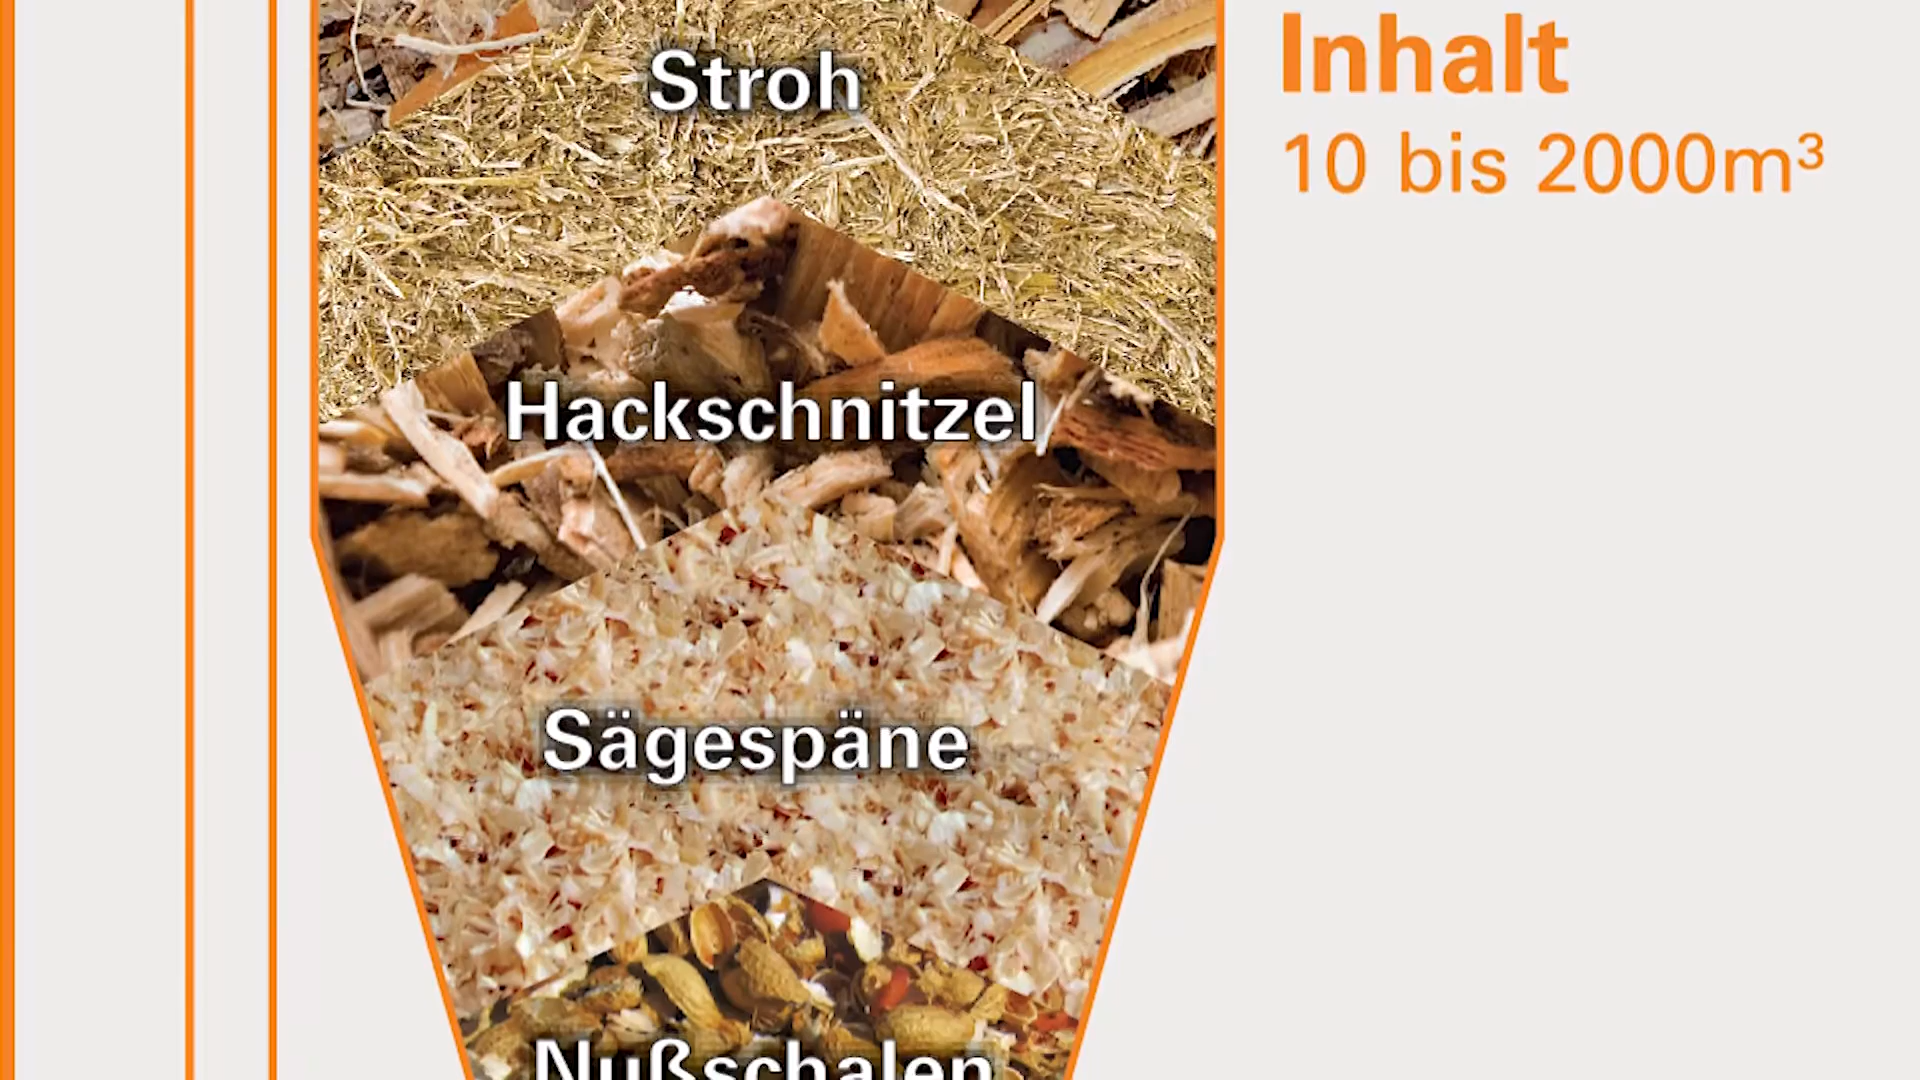 Stroh
Inhalt
10 bis 2000m³
Hackschnitzel
Sägespäne
Nußschalen